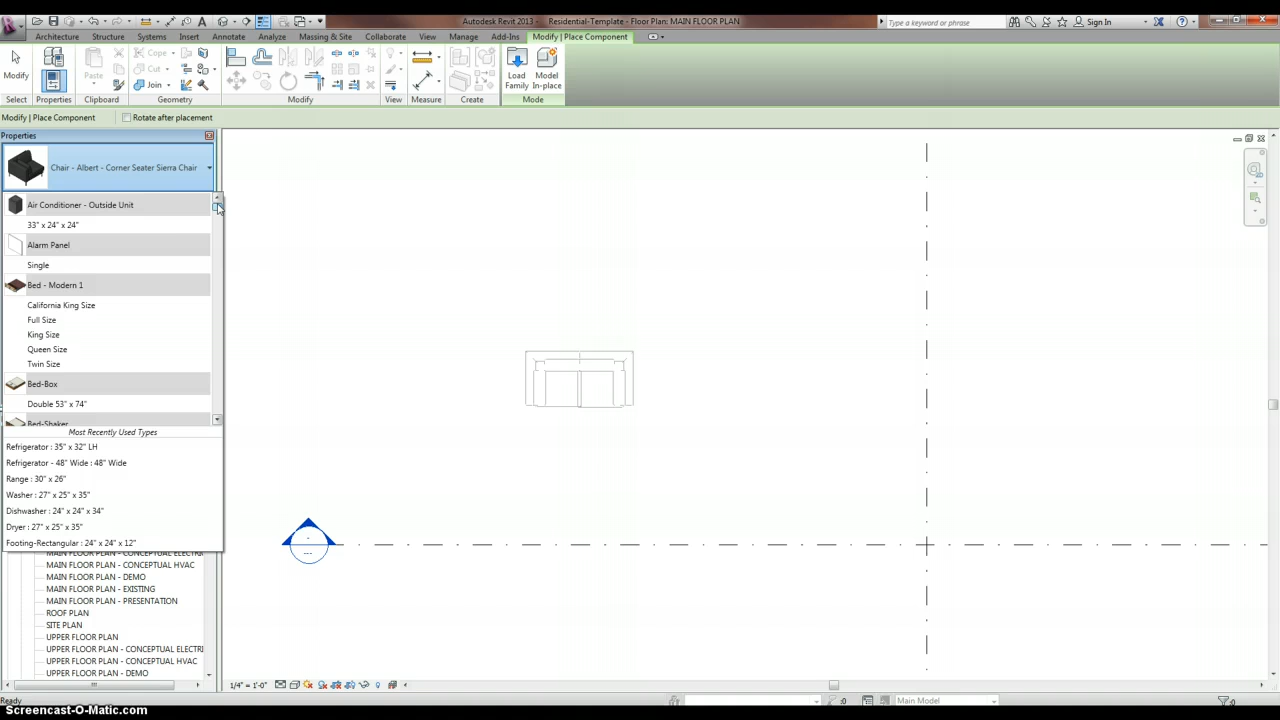 Autodesk Revit 2013 - Residential-Template - Floor Plan: MAIN FLOOR PLAN
Type a keyword or phrase
Sign In
Architecture Structure Systems Insert Annotate Analyze Massing & Site Collaborate View Manage Add-Ins Modify | Place Component
Modify
Paste
Cope
Cut
Join
Load Family
Model In-place
Select Properties Clipboard Geometry Modify View Measure Create Mode
Modify | Place Component
Rotate after placement
Properties
Chair - Albert - Corner Seater Sierra Chair
Air Conditioner - Outside Unit
33" x 24" x 24"
Alarm Panel
Single
Bed - Modern 1
California King Size
Full Size
King Size
Queen Size
Twin Size
Bed-Box
Double 53" x 74"
Bed-Shaker
Most Recently Used Types
Refrigerator : 35" x 32" LH
Refrigerator - 48" Wide : 48" Wide
Range : 30" x 26"
Washer : 27" x 25" x 35"
Dishwasher : 24" x 24" x 34"
Dryer : 27" x 25" x 35"
Footing-Rectangular : 24" x 24" x 12"
MAIN FLOOR PLAN - CONCEPTUAL ELECTRI
MAIN FLOOR PLAN - CONCEPTUAL HVAC
MAIN FLOOR PLAN - DEMO
MAIN FLOOR PLAN - EXISTING
MAIN FLOOR PLAN - PRESENTATION
ROOF PLAN
SITE PLAN
UPPER FLOOR PLAN
UPPER FLOOR PLAN - CONCEPTUAL ELECTRI
UPPER FLOOR PLAN - CONCEPTUAL HVAC
UPPER FLOOR PLAN - DEMO
1/4" = 1'-0"
Ready
:0
Main Model
:0
Screencast-O-Matic.com